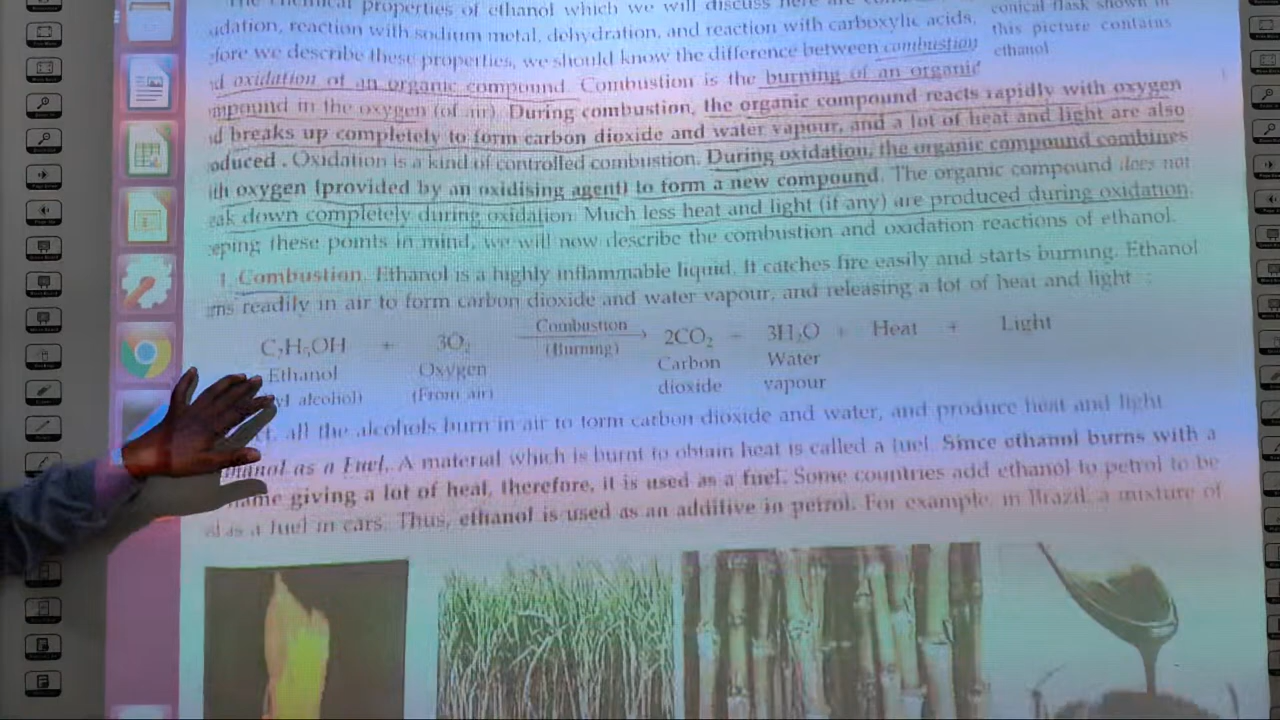 The chemical properties of ethanol which we will discuss here are
dation, reaction with sodium metal, dehydration, and reaction with carboxylic acids,
fore we describe these properties, we should know the difference between combustion
d oxidation of an organic compound. Combustion is the burning of an organic
mpound in the oxygen (of air). During combustion, the organic compound reacts rapidly with oxygen
d breaks up completely to form carbon dioxide and water vapour, and a lot of heat and light are also
oduced. Oxidation is a kind of controlled combustion. During oxidation, the organic compound combines
ith oxygen (provided by an oxidising agent) to form a new compound. The organic compound does not
eak down completely during oxidation. Much less heat and light (if any) are produced during oxidation.
eping these points in mind, we will now describe the combustion and oxidation reactions of ethanol.
conical flask shown in
this picture contains
ethanol
1. Combustion. Ethanol is a highly inflammable liquid. It catches fire easily and starts burning. Ethanol
rns readily in air to form carbon dioxide and water vapour, and releasing a lot of heat and light :
C₂H₅OH + 3O₂ Combustion (Burning) → 2CO₂ + 3H₂O + Heat + Light
Ethanol Oxygen Carbon Water
yl alcohol) (From air) dioxide vapour
all the alcohols burn in air to form carbon dioxide and water, and produce heat and light
hanol as a Fuel. A material which is burnt to obtain heat is called a fuel. Since ethanol burns with a
flame giving a lot of heat, therefore, it is used as a fuel. Some countries add ethanol to petrol to be
as a fuel in cars. Thus, ethanol is used as an additive in petrol. For example, in Brazil, a mixture of